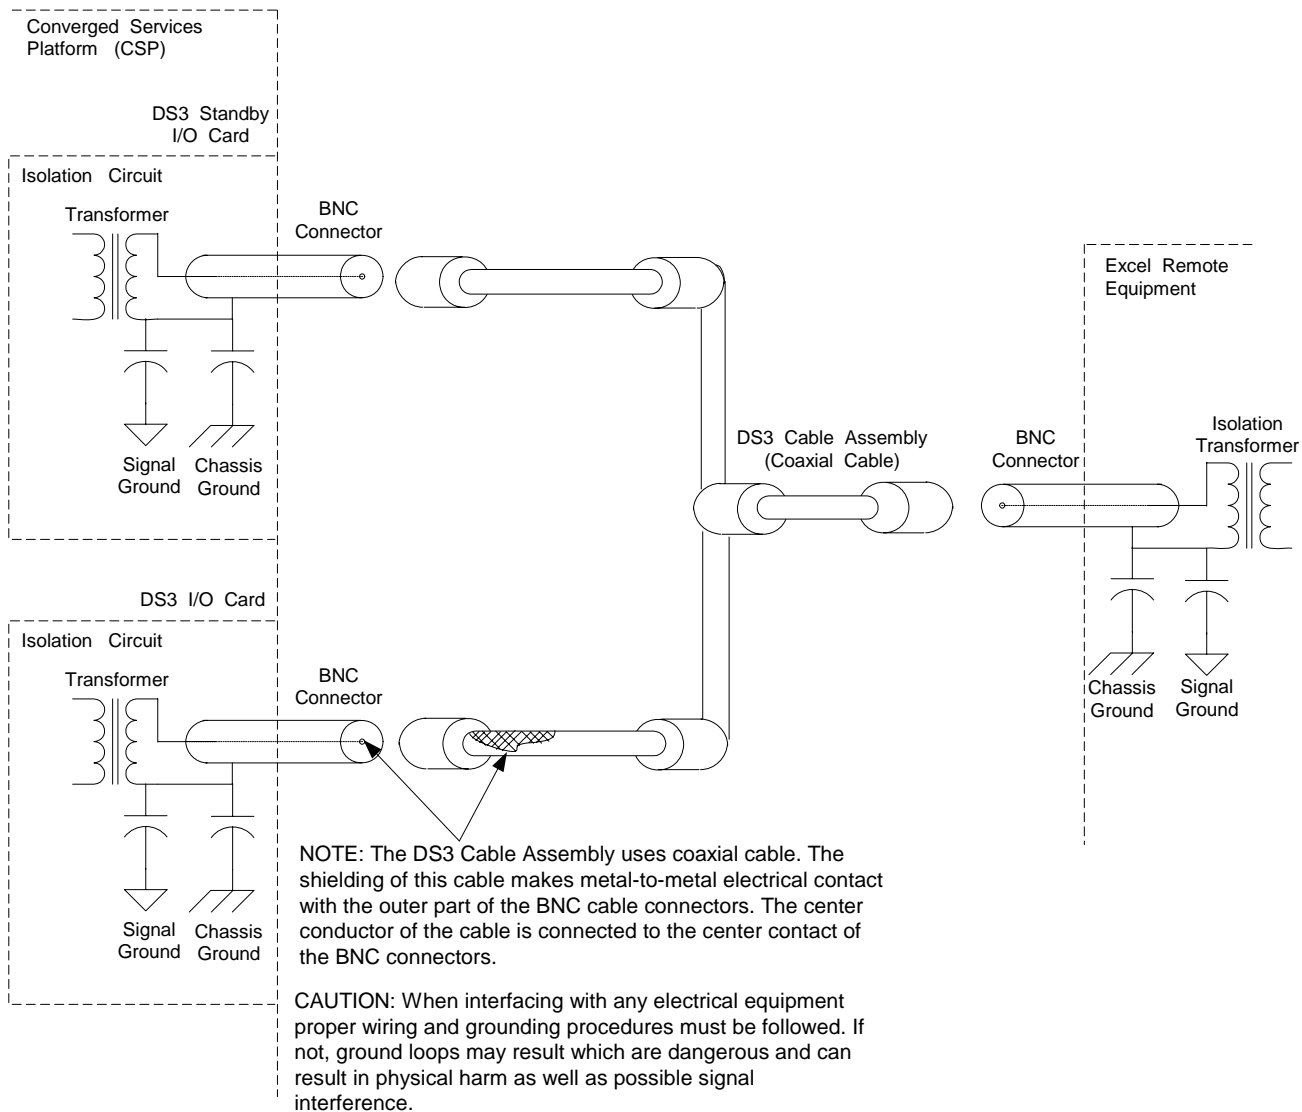 Converged Services
Platform (CSP)
DS3 Standby
I/O Card
Isolation Circuit
Transformer
BNC
Connector
Signal
Ground
Chassis
Ground
Excel Remote
Equipment
DS3 Cable Assembly
(Coaxial Cable)
BNC
Connector
Isolation
Transformer
Chassis
Ground
Signal
Ground
DS3 I/O Card
Isolation Circuit
Transformer
BNC
Connector
Signal
Ground
Chassis
Ground
NOTE: The DS3 Cable Assembly uses coaxial cable. The
shielding of this cable makes metal-to-metal electrical contact
with the outer part of the BNC cable connectors. The center
conductor of the cable is connected to the center contact of
the BNC connectors.
CAUTION: When interfacing with any electrical equipment
proper wiring and grounding procedures must be followed. If
not, ground loops may result which are dangerous and can
result in physical harm as well as possible signal
interference.